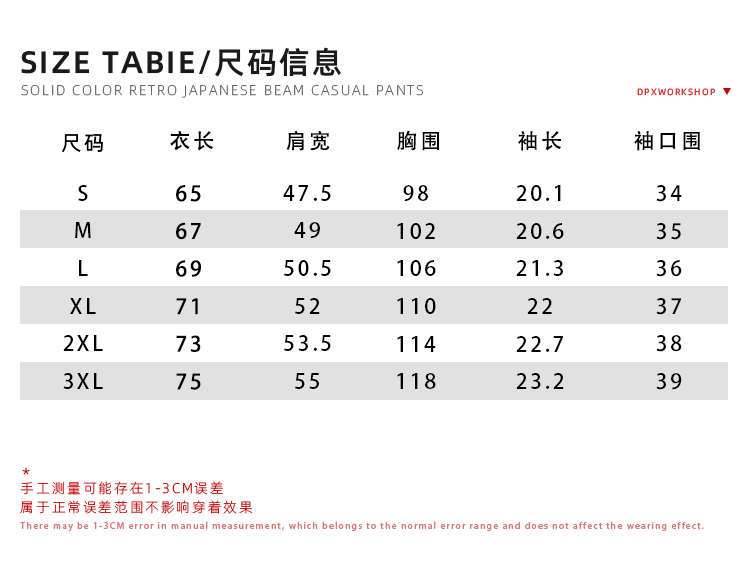 SIZE TABIE/尺码信息
SOLID COLOR RETRO JAPANESE BEAM CASUAL PANTS
DPXWORKSHOP
尺码 衣长 肩宽 胸围 袖长 袖口围
S 65 47.5 98 20.1 34
M 67 49 102 20.6 35
L 69 50.5 106 21.3 36
XL 71 52 110 22 37
2XL 73 53.5 114 22.7 38
3XL 75 55 118 23.2 39
*
手工测量可能存在1-3CM误差
属于正常误差范围不影响穿着效果
There may be 1-3CM error in manual measurement, which belongs to the normal error range and does not affect the wearing effect.